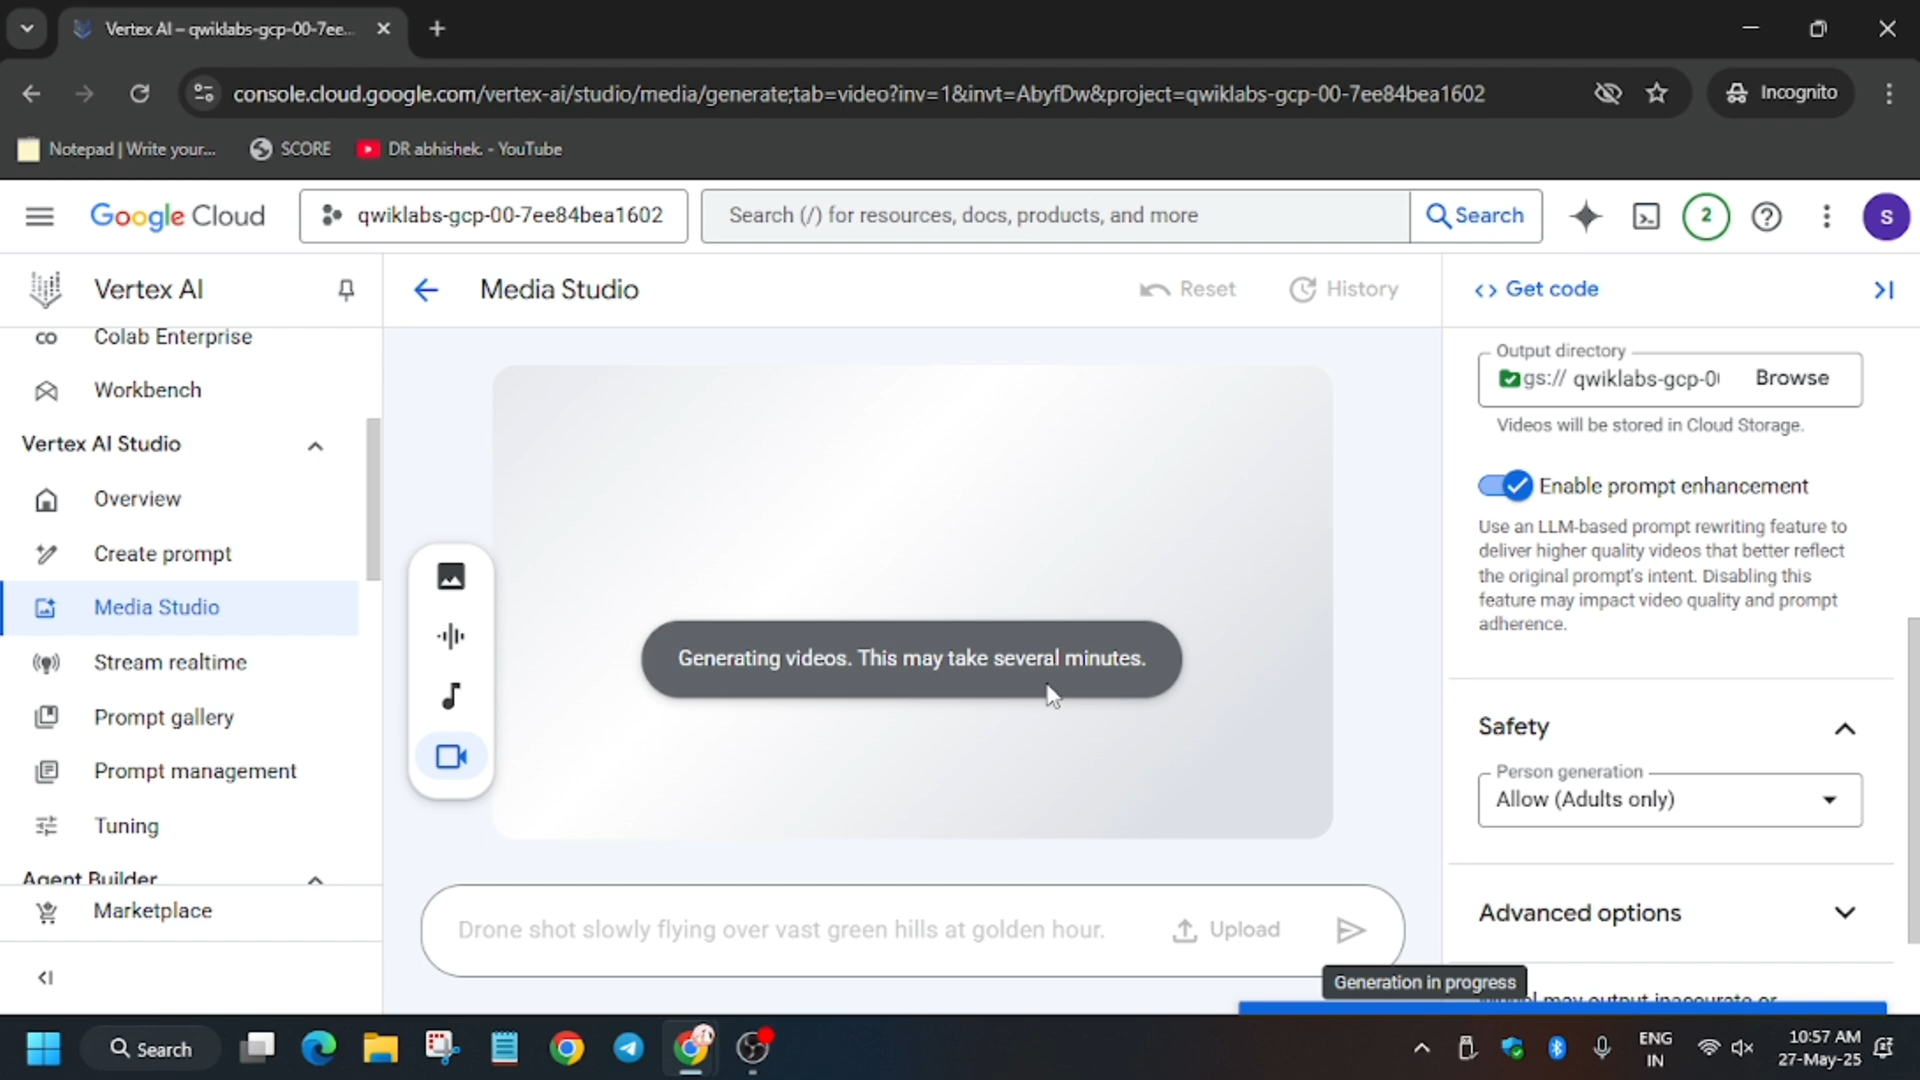 Vertex AI – qwiklabs-gcp-00-7ee...
console.cloud.google.com/vertex-ai/studio/media/generate;tab=video?inv=1&invt=AbyfDw&project=qwiklabs-gcp-00-7ee84bea1602
Incognito
Notepad | Write your...
SCORE
DR abhishek. - YouTube
Google Cloud
qwiklabs-gcp-00-7ee84bea1602
Search (/) for resources, docs, products, and more
Search
2
S
Vertex AI
Media Studio
Reset
History
<> Get code
Colab Enterprise
Workbench
Vertex AI Studio
Overview
Create prompt
Media Studio
Stream realtime
Prompt gallery
Prompt management
Tuning
Agent Builder
Marketplace
Generating videos. This may take several minutes.
Drone shot slowly flying over vast green hills at golden hour.
Upload
Generation in progress
Output directory
gs:// qwiklabs-gcp-0
Browse
Videos will be stored in Cloud Storage.
Enable prompt enhancement
Use an LLM-based prompt rewriting feature to
deliver higher quality videos that better reflect
the original prompt's intent. Disabling this
feature may impact video quality and prompt
adherence.
Safety
Person generation
Allow (Adults only)
Advanced options
may output inaccurate or
Search
ENG
IN
10:57 AM
27-May-25